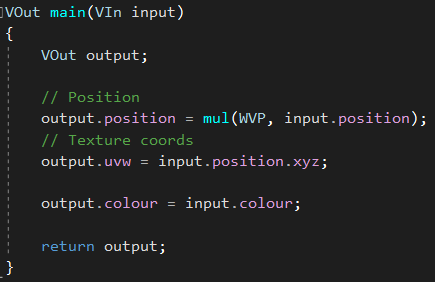 VOut main(VIn input)
{
VOut output;
// Position
output.position = mul(WVP, input.position);
// Texture coords
output.uvw = input.position.xyz;
output.colour = input.colour;
return output;
}